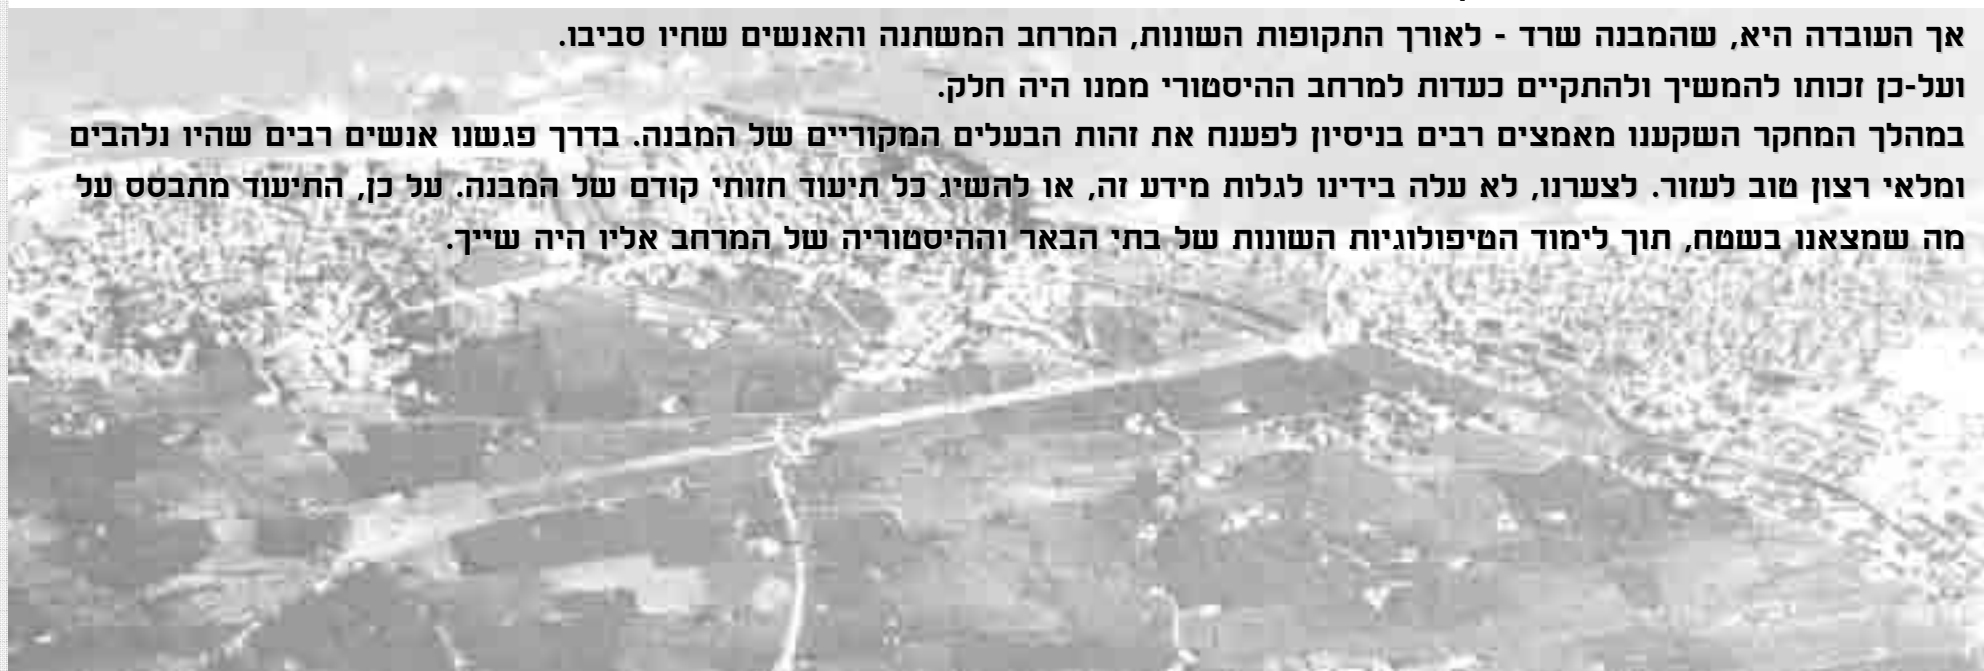 אך העובדה היא, שהמבנה שרד - לאורך התקופות השונות, המרחב המשתנה והאנשים שחיו סביבו.
ועל-כן זכותו להמשיך ולהתקיים כעדות למרחב ההיסטורי ממנו היה חלק.
במהלך המחקר השקענו מאמצים רבים בניסיון לפענח את זהות הבעלים המקוריים של המבנה. בדרך פגשנו אנשים רבים שהיו נלהבים
ומלאי רצון טוב לעזור. לצערנו, לא עלה בידינו לגלות מידע זה, או להשיג כל תיעוד חזותי קודם של המבנה. על כן, התיעוד מתבסס על
מה שמצאנו בשטח, תוך לימוד הטיפולוגיות השונות של בתי הבאר וההיסטוריה של המרחב אליו היה שייך.